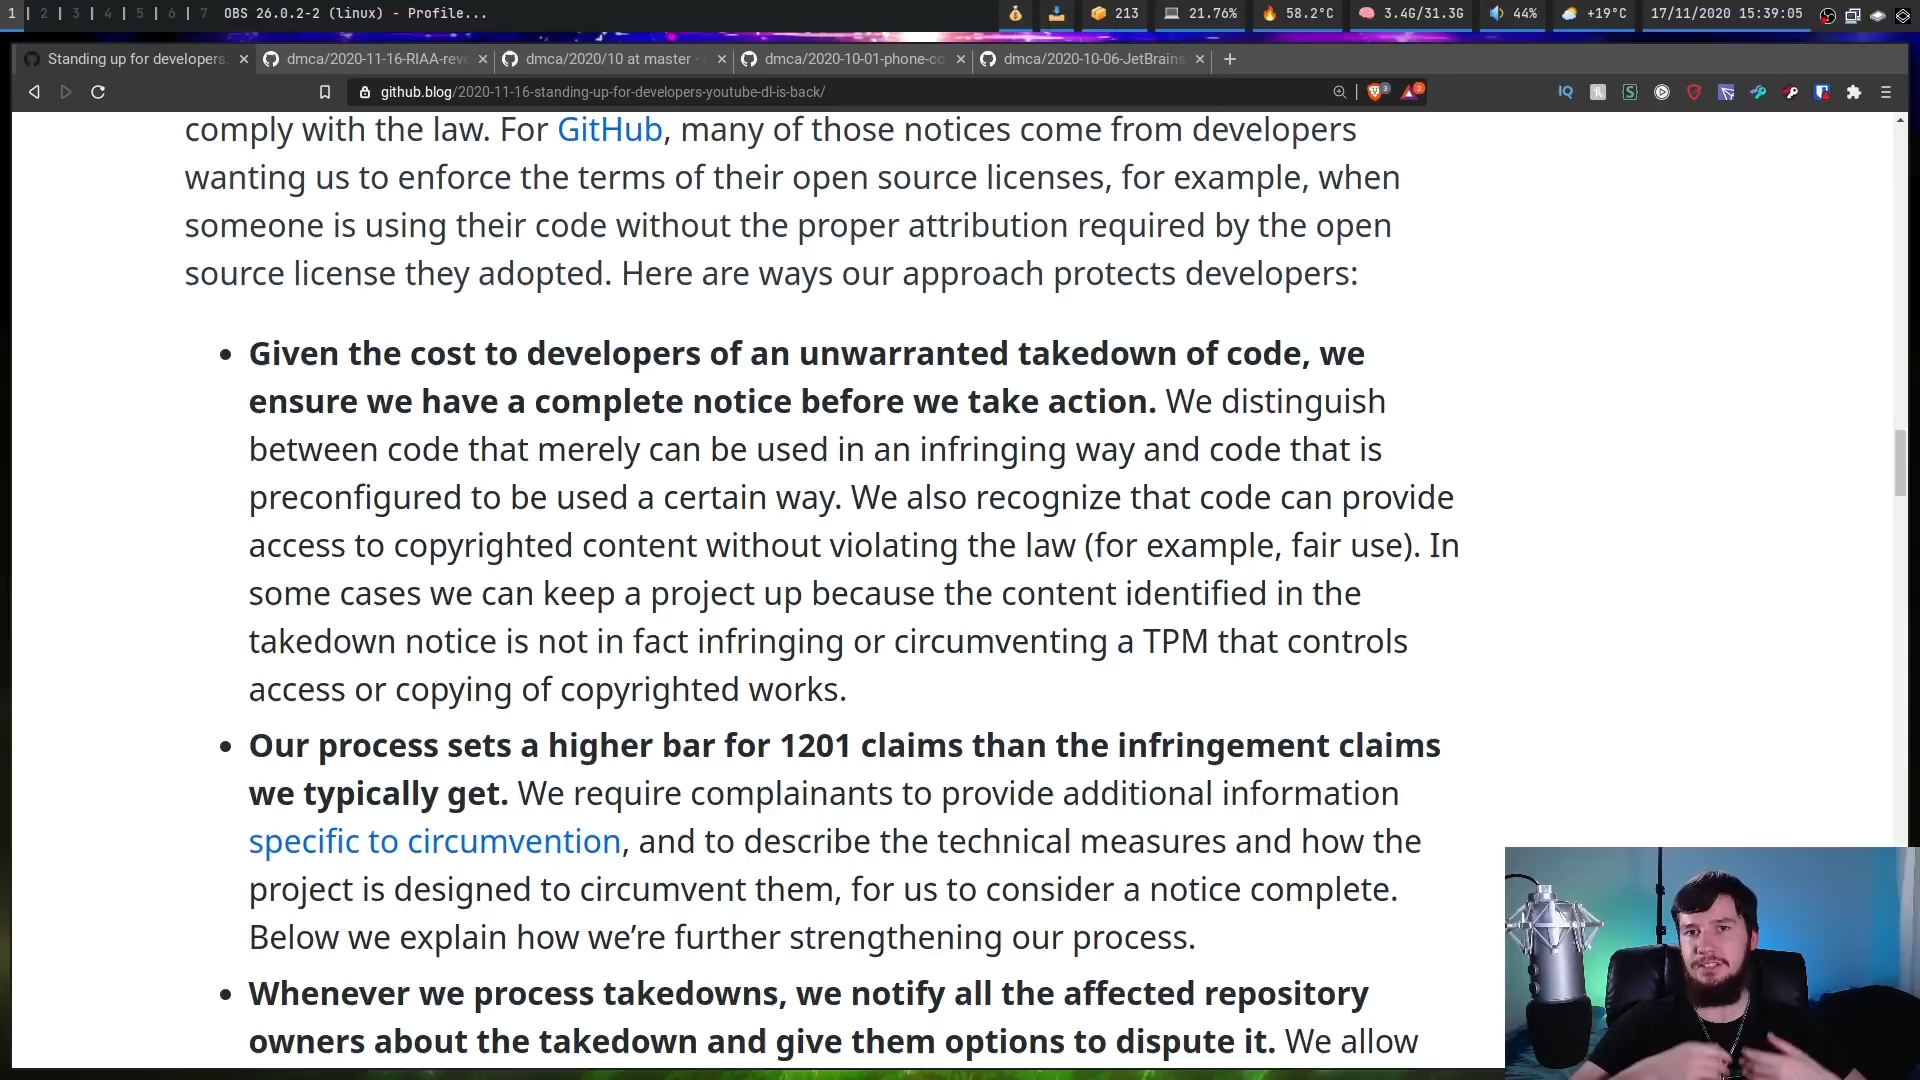 1 | 2 | 3 | 4 | 5 | 6 | 7 OBS 26.0.2-2 (linux) - Profile... 213 21.76% 58.2°C 3.4G/31.3G 44% +19°C 17/11/2020 15:39:05
Standing up for developers: dmca/2020-11-16-RIAA-reve dmca/2020/10 at master · dmca/2020-10-01-phone-co dmca/2020-10-06-JetBrains
github.blog/2020-11-16-standing-up-for-developers-youtube-dl-is-back/ 3 2 IQ
comply with the law. For GitHub, many of those notices come from developers
wanting us to enforce the terms of their open source licenses, for example, when
someone is using their code without the proper attribution required by the open
source license they adopted. Here are ways our approach protects developers:
• Given the cost to developers of an unwarranted takedown of code, we
ensure we have a complete notice before we take action. We distinguish
between code that merely can be used in an infringing way and code that is
preconfigured to be used a certain way. We also recognize that code can provide
access to copyrighted content without violating the law (for example, fair use). In
some cases we can keep a project up because the content identified in the
takedown notice is not in fact infringing or circumventing a TPM that controls
access or copying of copyrighted works.
• Our process sets a higher bar for 1201 claims than the infringement claims
we typically get. We require complainants to provide additional information
specific to circumvention, and to describe the technical measures and how the
project is designed to circumvent them, for us to consider a notice complete.
Below we explain how we’re further strengthening our process.
• Whenever we process takedowns, we notify all the affected repository
owners about the takedown and give them options to dispute it. We allow